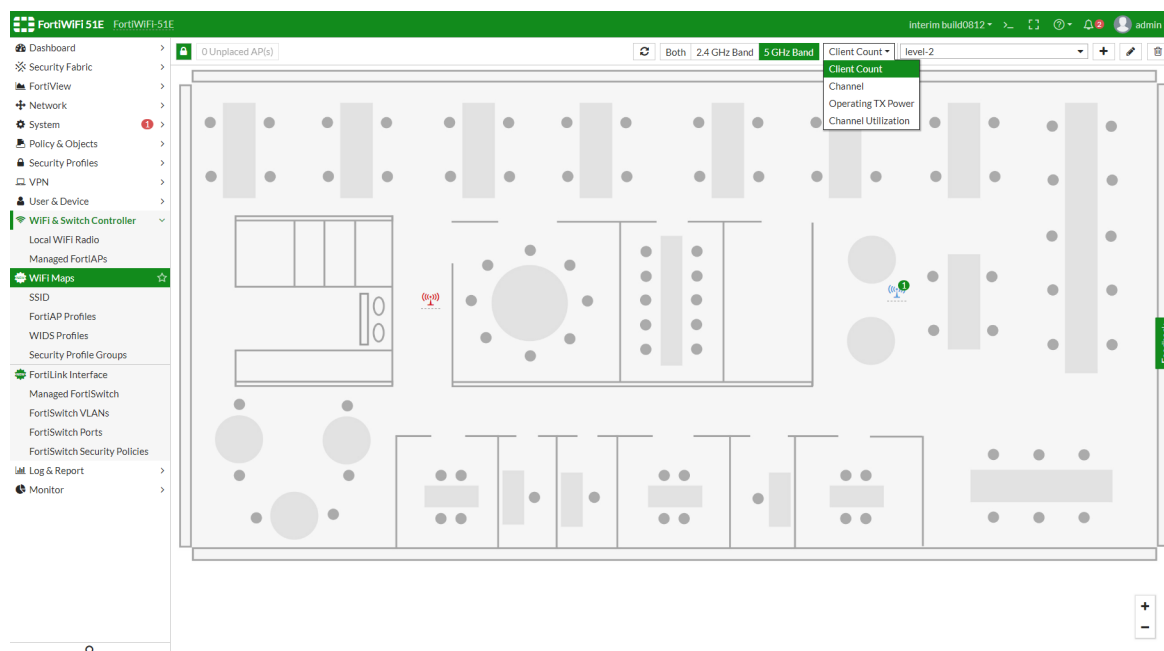 FortiWiFi 51E FortiWiFi-51E
interim build0812
2
admin
Dashboard
Security Fabric
FortiView
Network
System 1
Policy & Objects
Security Profiles
VPN
User & Device
WiFi & Switch Controller
Local WiFi Radio
Managed FortiAPs
WiFi Maps
SSID
FortiAP Profiles
WIDS Profiles
Security Profile Groups
FortiLink Interface
Managed FortiSwitch
FortiSwitch VLANs
FortiSwitch Ports
FortiSwitch Security Policies
Log & Report
Monitor
0 Unplaced AP(s)
Both 2.4 GHz Band 5 GHz Band Client Count level-2
Client Count
Channel
Operating TX Power
Channel Utilization
1